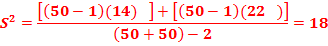 S² = [(50 − 1)(14)] + [(50 − 1)(22)] / (50 + 50) − 2 = 18